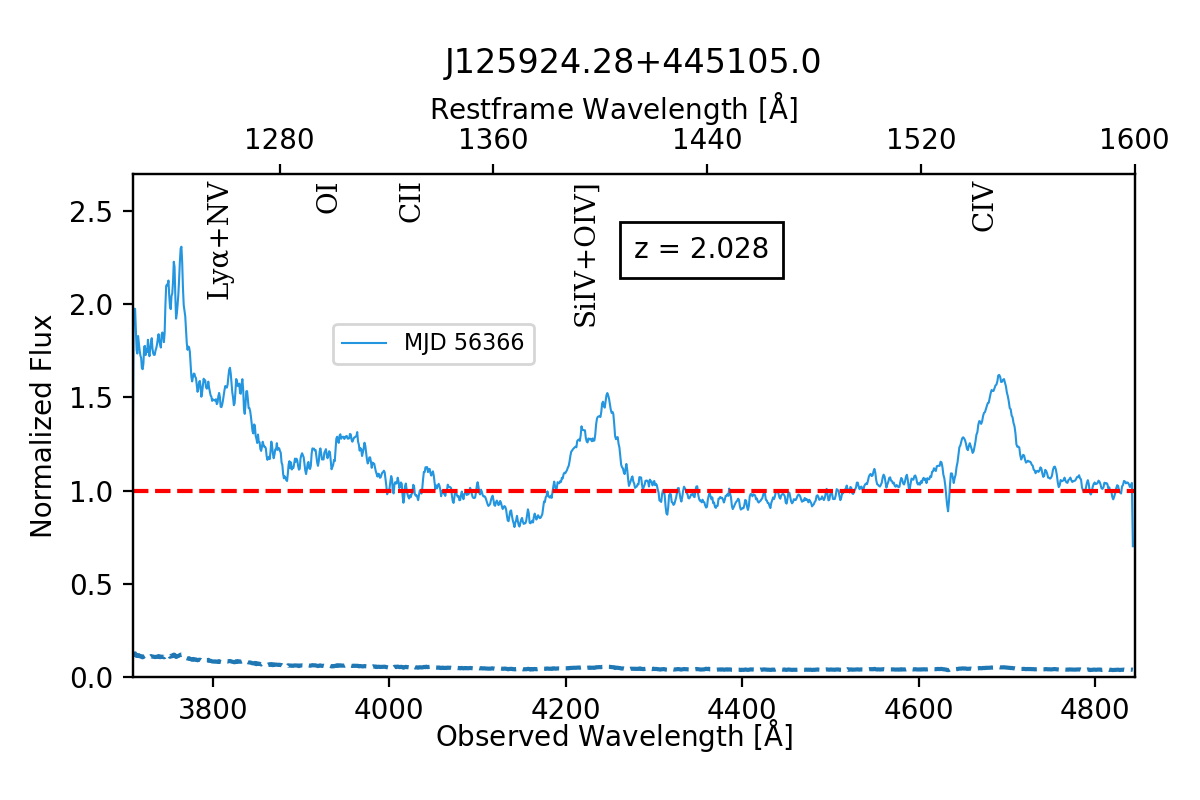 J125924.28+445105.0
Restframe Wavelength [Å]
1280 1360 1440 1520 1600
Lyα+NV
OI
CII
SiIV+OIV]
CIV
z = 2.028
MJD 56366
Normalized Flux
2.5
2.0
1.5
1.0
0.5
0.0
3800 4000 4200 4400 4600 4800
Observed Wavelength [Å]